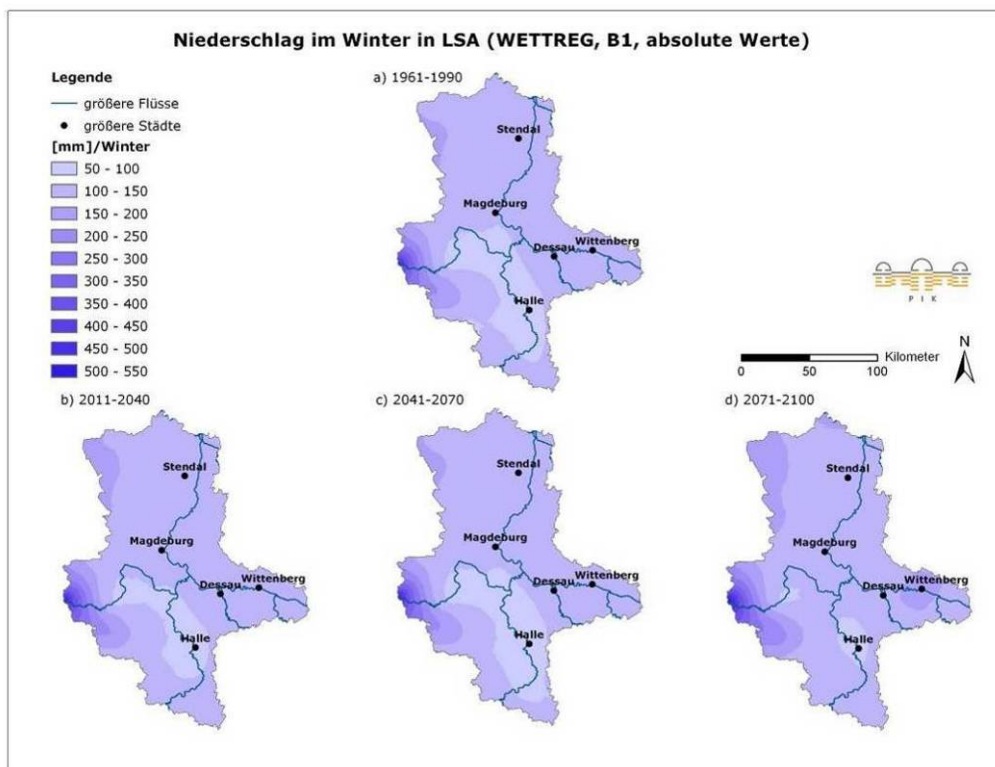 Niederschlag im Winter in LSA (WETTREG, B1, absolute Werte)
Legende
größere Flüsse
größere Städte
[mm]/Winter
50 - 100
100 - 150
150 - 200
200 - 250
250 - 300
300 - 350
350 - 400
400 - 450
450 - 500
500 - 550
a) 1961-1990
Stendal
Magdeburg
Dessau
Wittenberg
Halle
P I K
Kilometer
0 50 100
N
b) 2011-2040
Stendal
Magdeburg
Dessau
Wittenberg
Halle
c) 2041-2070
Stendal
Magdeburg
Dessau
Wittenberg
Halle
d) 2071-2100
Stendal
Magdeburg
Dessau
Wittenberg
Halle